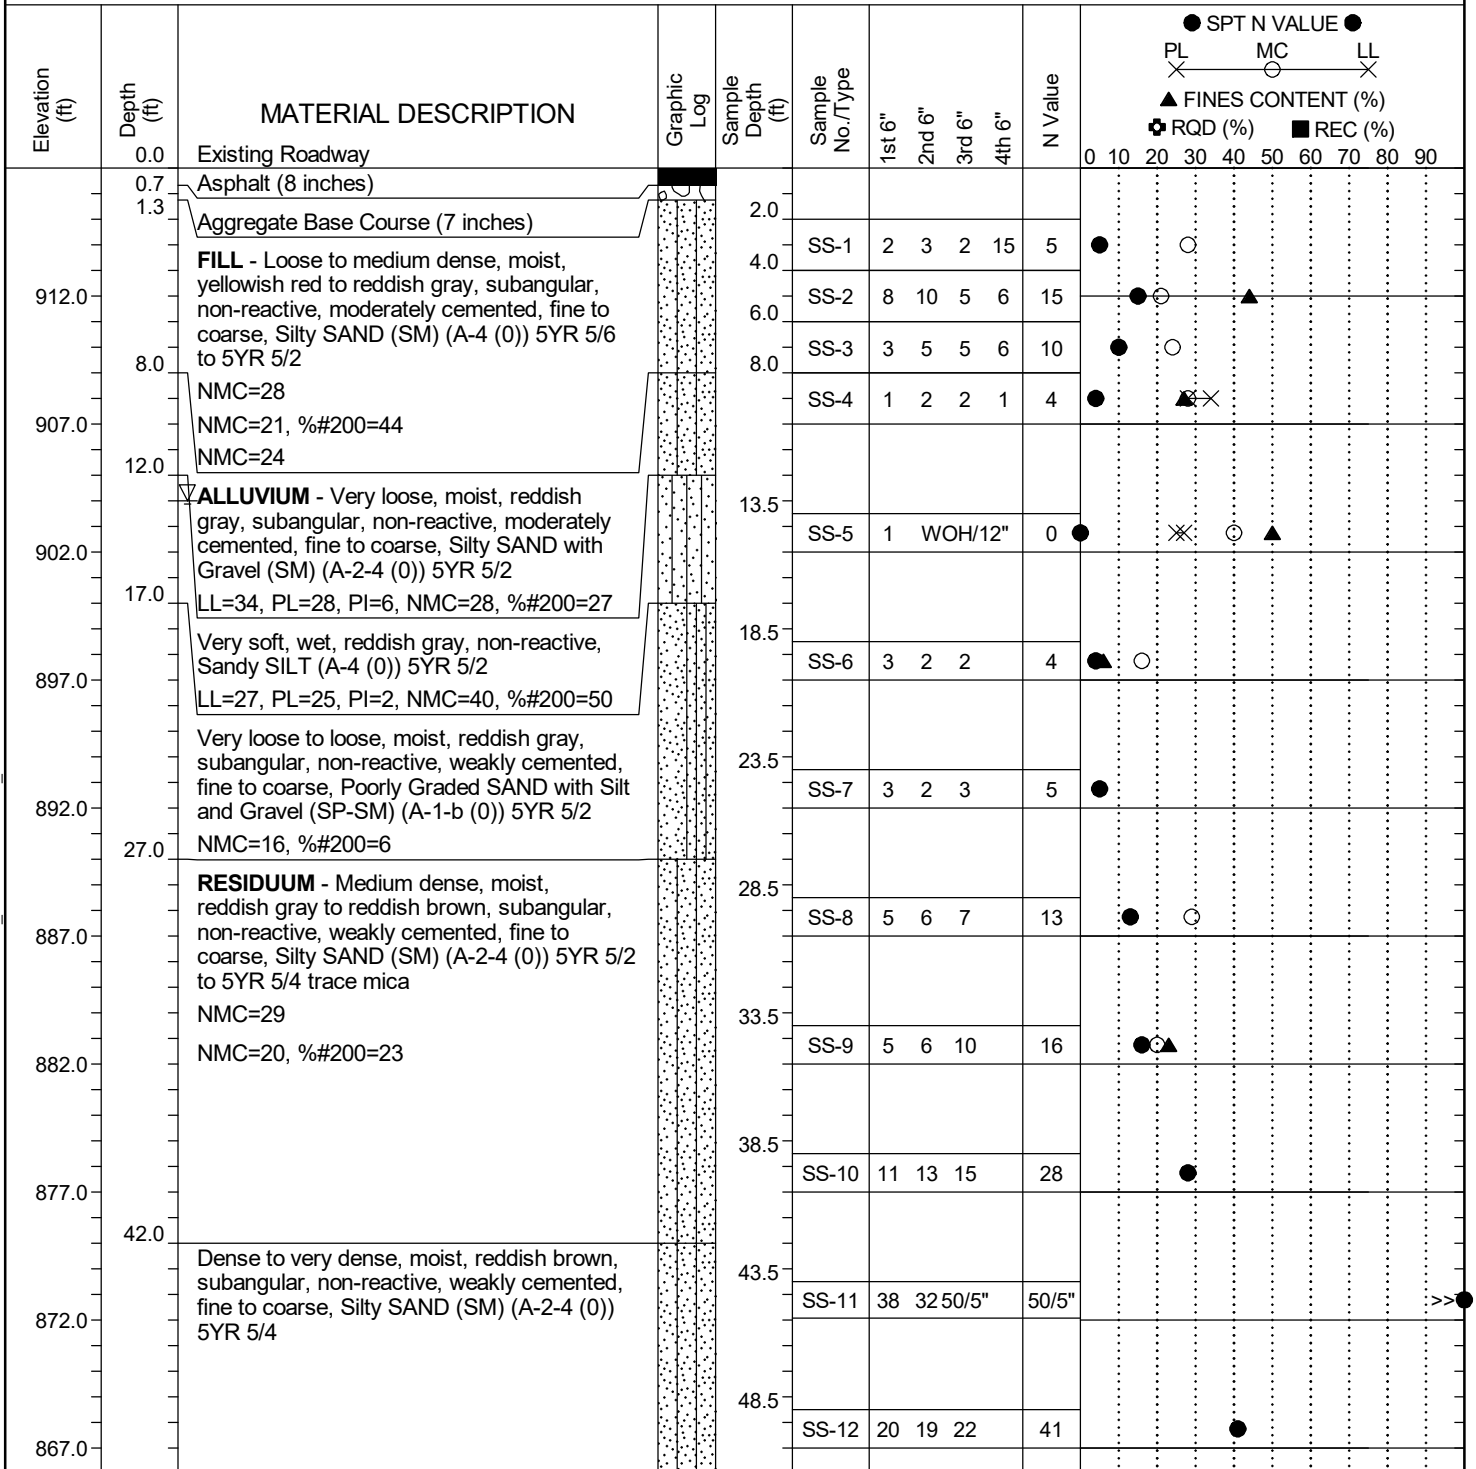 Elevation (ft)
Depth (ft)
MATERIAL DESCRIPTION
Graphic Log
Sample Depth (ft)
Sample No./Type
1st 6"
2nd 6"
3rd 6"
4th 6"
N Value
SPT N VALUE
PL MC LL
FINES CONTENT (%)
RQD (%) REC (%)
0 10 20 30 40 50 60 70 80 90
0.0 Existing Roadway
0.7 Asphalt (8 inches)
1.3
Aggregate Base Course (7 inches)
FILL - Loose to medium dense, moist,
yellowish red to reddish gray, subangular,
non-reactive, moderately cemented, fine to
coarse, Silty SAND (SM) (A-4 (0)) 5YR 5/6
to 5YR 5/2
8.0
NMC=28
NMC=21, %#200=44
NMC=24
12.0
ALLUVIUM - Very loose, moist, reddish
gray, subangular, non-reactive, moderately
cemented, fine to coarse, Silty SAND with
Gravel (SM) (A-2-4 (0)) 5YR 5/2
17.0
LL=34, PL=28, PI=6, NMC=28, %#200=27
Very soft, wet, reddish gray, non-reactive,
Sandy SILT (A-4 (0)) 5YR 5/2
LL=27, PL=25, PI=2, NMC=40, %#200=50
Very loose to loose, moist, reddish gray,
subangular, non-reactive, weakly cemented,
fine to coarse, Poorly Graded SAND with Silt
and Gravel (SP-SM) (A-1-b (0)) 5YR 5/2
NMC=16, %#200=6
27.0
RESIDUUM - Medium dense, moist,
reddish gray to reddish brown, subangular,
non-reactive, weakly cemented, fine to
coarse, Silty SAND (SM) (A-2-4 (0)) 5YR 5/2
to 5YR 5/4 trace mica
NMC=29
NMC=20, %#200=23
42.0
Dense to very dense, moist, reddish brown,
subangular, non-reactive, weakly cemented,
fine to coarse, Silty SAND (SM) (A-2-4 (0))
5YR 5/4
912.0
907.0
902.0
897.0
892.0
887.0
882.0
877.0
872.0
867.0
2.0
SS-1 2 3 2 15 5
4.0
SS-2 8 10 5 6 15
6.0
SS-3 3 5 5 6 10
8.0
SS-4 1 2 2 1 4
13.5
SS-5 1 WOH/12" 0
18.5
SS-6 3 2 2 4
23.5
SS-7 3 2 3 5
28.5
SS-8 5 6 7 13
33.5
SS-9 5 6 10 16
38.5
SS-10 11 13 15 28
43.5
SS-11 38 32 50/5" 50/5" >>
48.5
SS-12 20 19 22 41